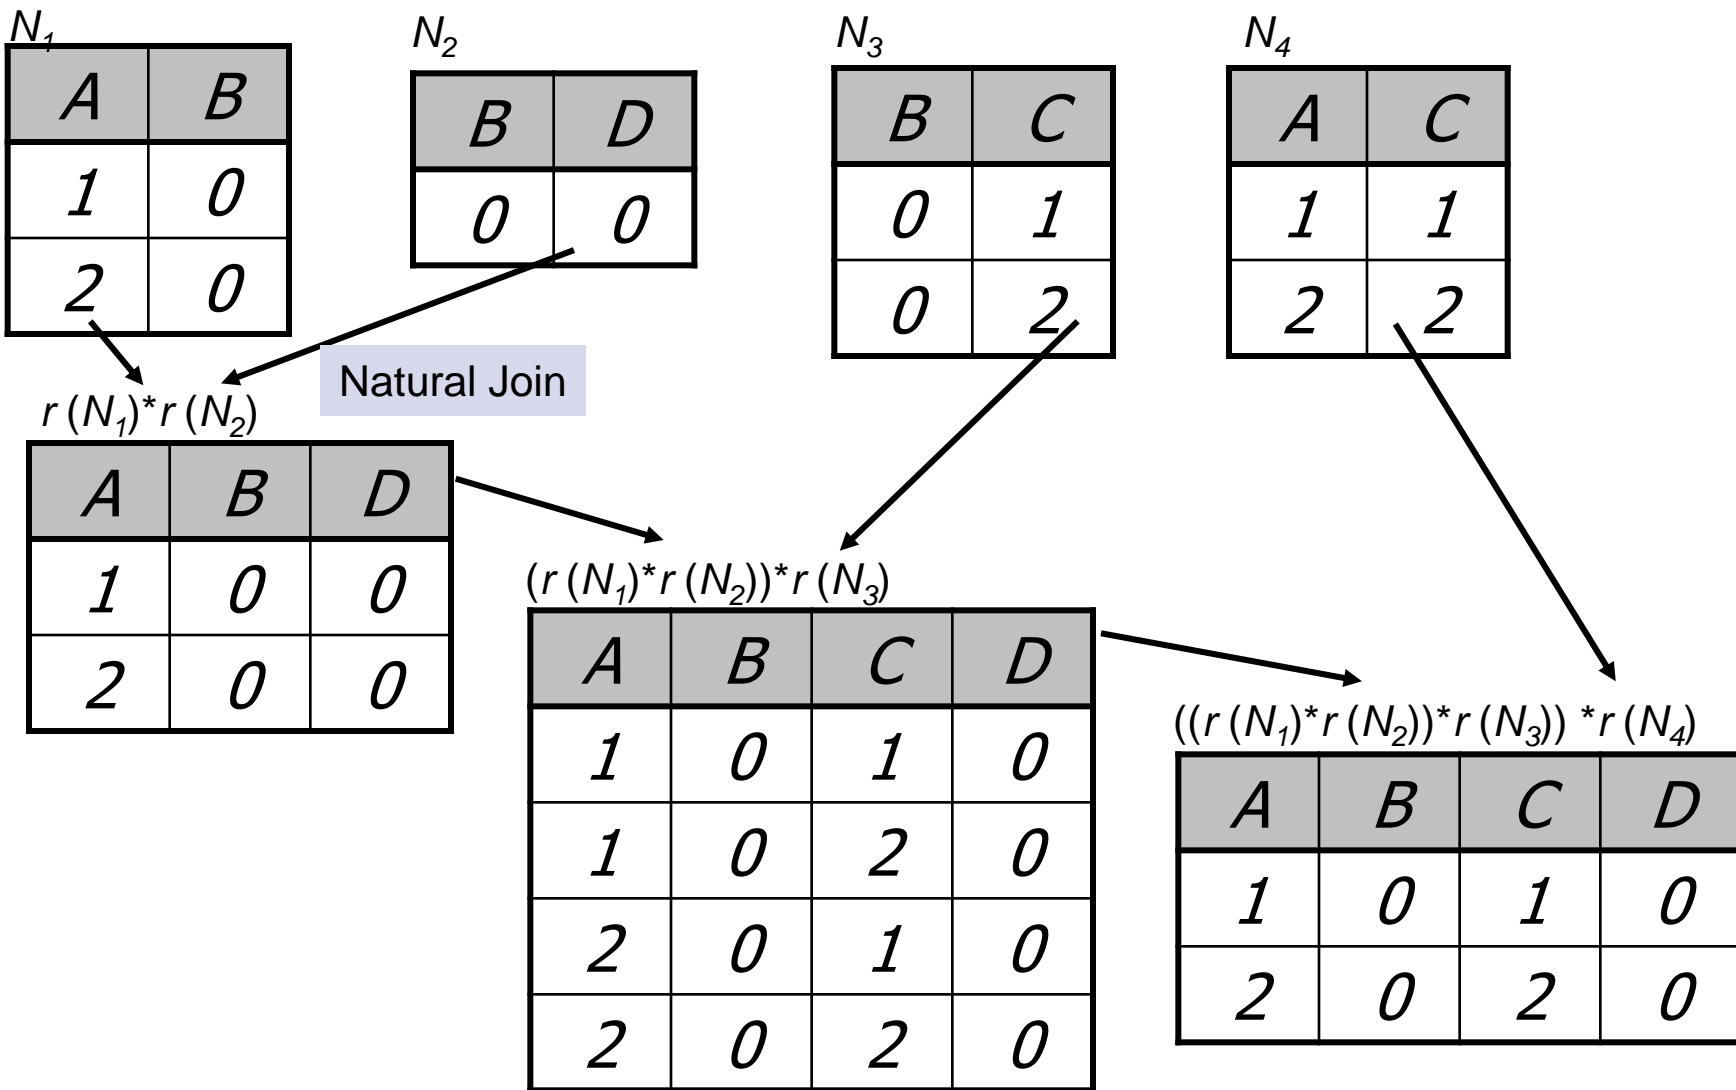 N₁
A B
1 0
2 0
N₂
B D
0 0
N₃
B C
0 1
0 2
N₄
A C
1 1
2 2
Natural Join
r (N₁)*r (N₂)
A B D
1 0 0
2 0 0
(r (N₁)*r (N₂))*r (N₃)
A B C D
1 0 1 0
1 0 2 0
2 0 1 0
2 0 2 0
((r (N₁)*r (N₂))*r (N₃)) *r (N₄)
A B C D
1 0 1 0
2 0 2 0